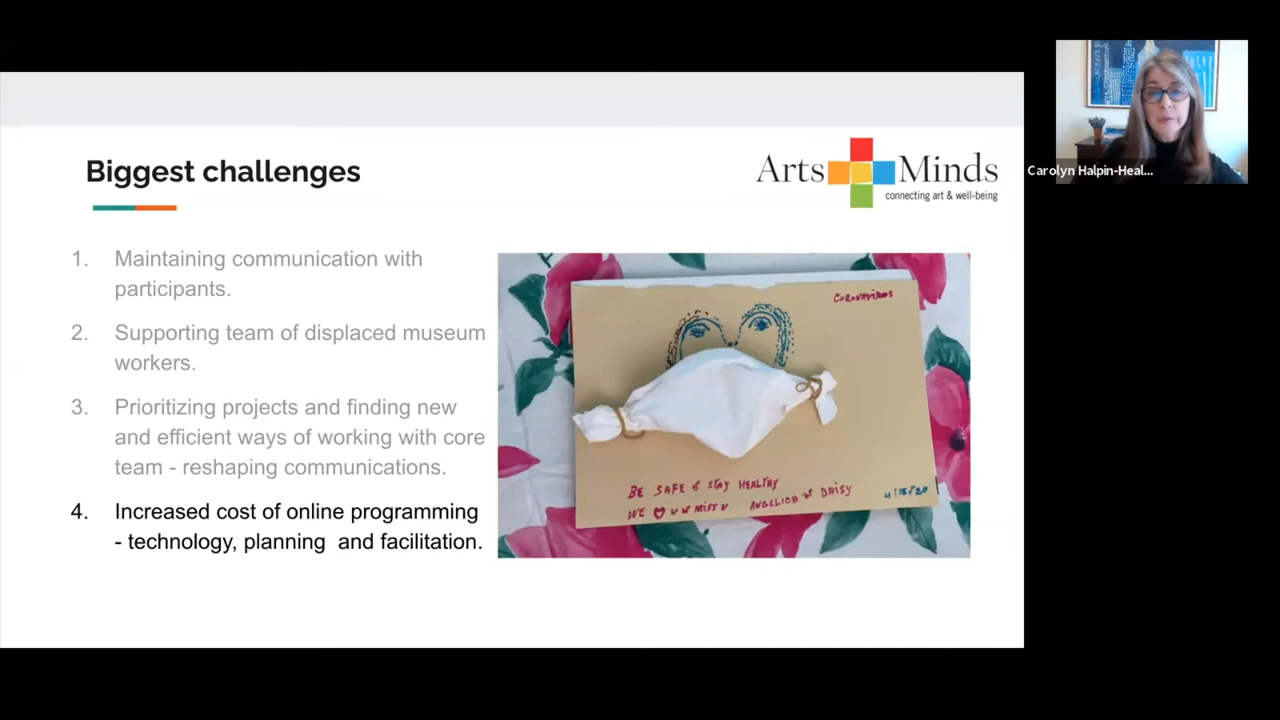 Biggest challenges
Arts Minds
connecting art & well-being
Carolyn Halpin-Heal...
1. Maintaining communication with
participants.
2. Supporting team of displaced museum
workers.
3. Prioritizing projects and finding new
and efficient ways of working with core
team - reshaping communications.
4. Increased cost of online programming
- technology, planning and facilitation.
CORONAVIRUS
BE SAFE & STAY HEALTHY
WE U MISS U ANGELICA & DAISY
4/15/20